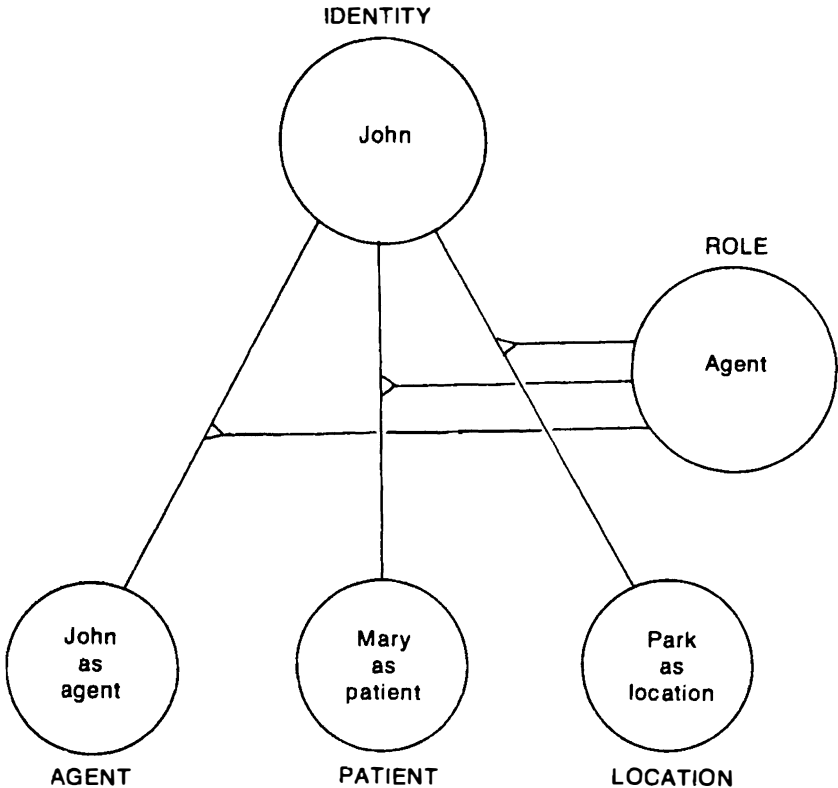 IDENTITY
John
ROLE
Agent
John
as
agent
Mary
as
patient
Park
as
location
AGENT
PATIENT
LOCATION